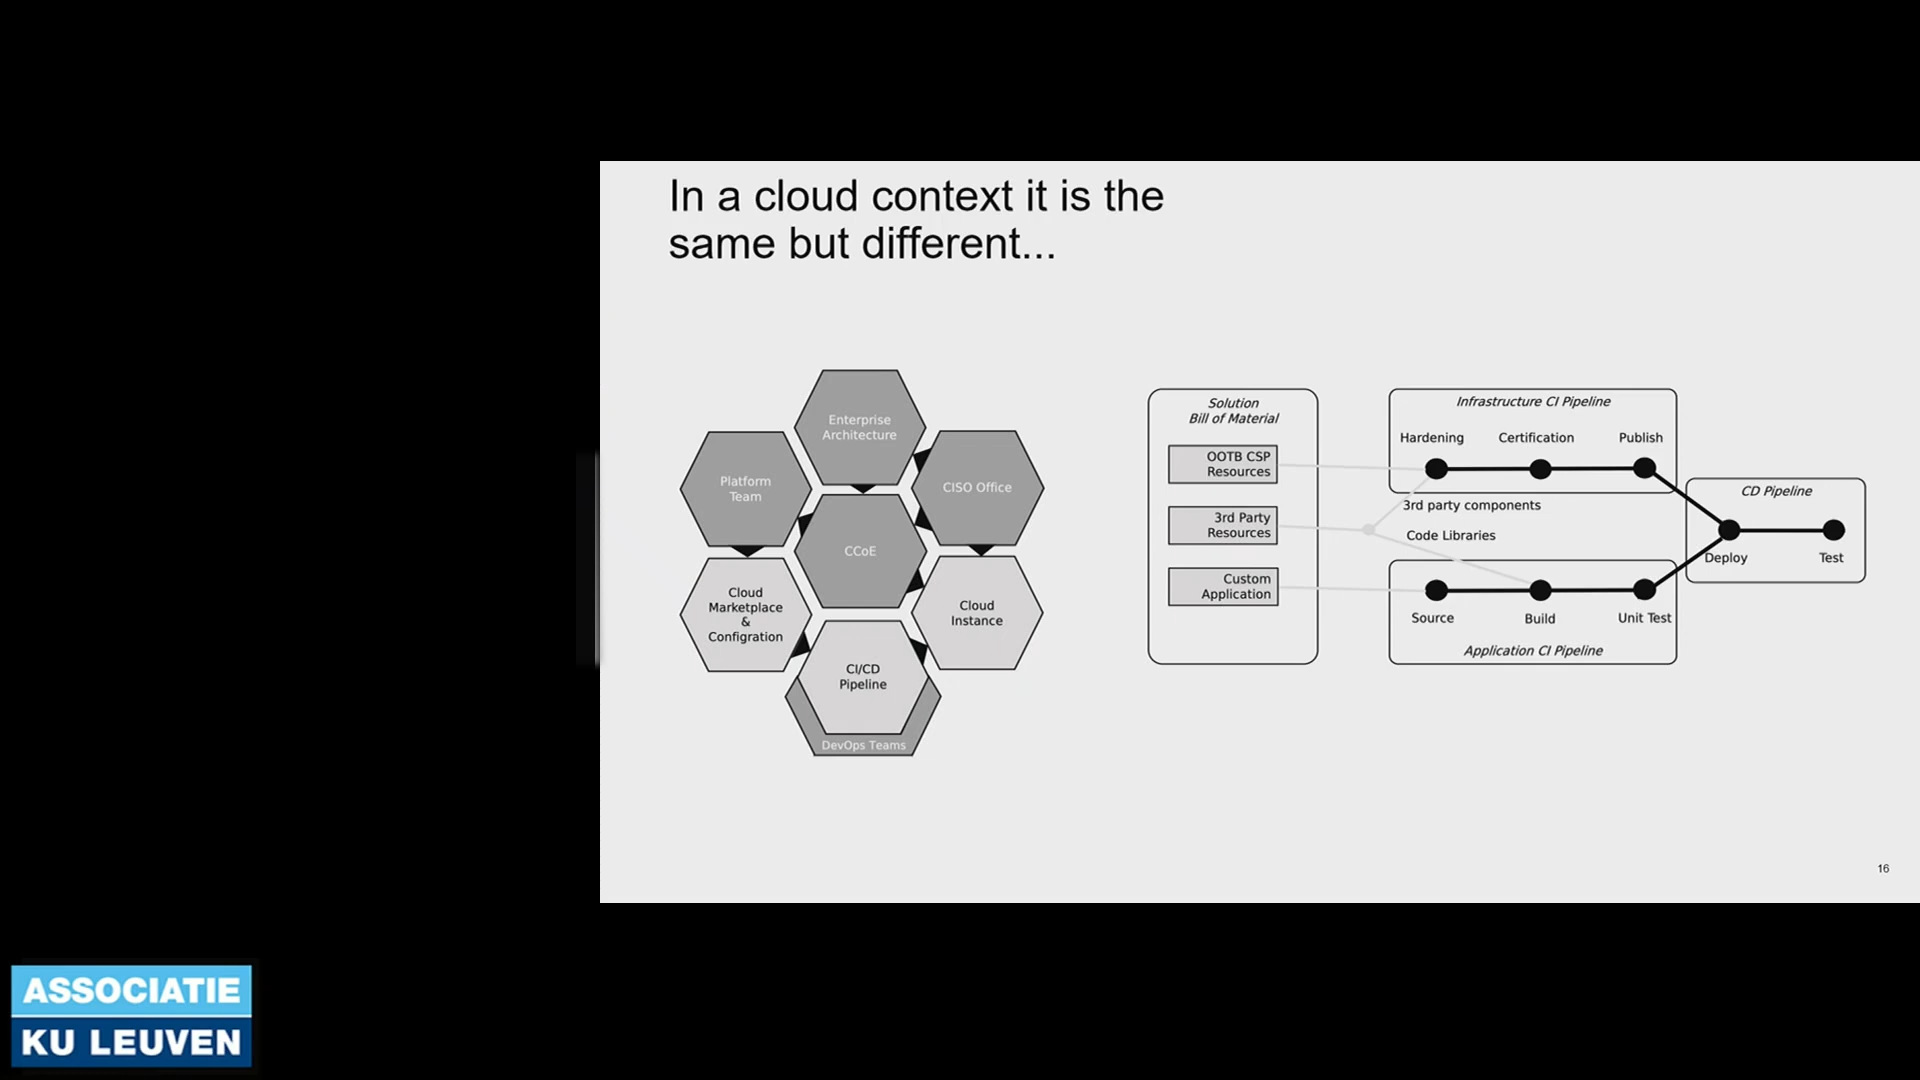 In a cloud context it is the
same but different...
Enterprise
Architecture
Platform
Team
CISO Office
CCoE
Cloud
Marketplace
&
Configration
Cloud
Instance
CI/CD
Pipeline
DevOps Teams
Solution
Bill of Material
OOTB CSP
Resources
3rd Party
Resources
Custom
Application
Infrastructure CI Pipeline
Hardening
Certification
Publish
3rd party components
Code Libraries
CD Pipeline
Deploy
Test
Source
Build
Unit Test
Application CI Pipeline
16
ASSOCIATIE
KU LEUVEN